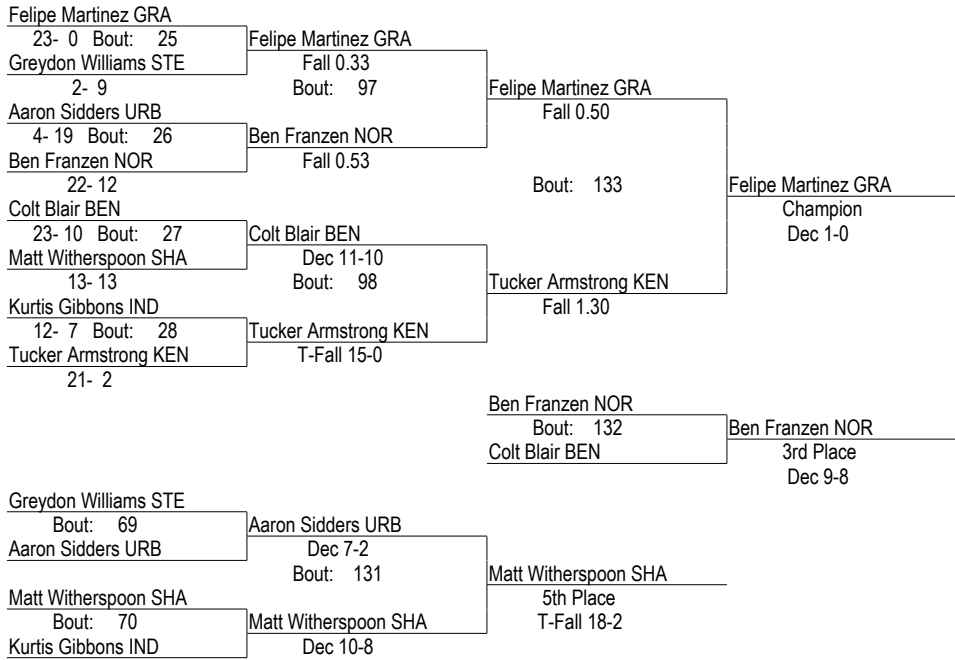 Felipe Martinez GRA
23- 0 Bout: 25
Felipe Martinez GRA
Greydon Williams STE
Fall 0.33
2- 9
Bout: 97
Felipe Martinez GRA
Aaron Sidders URB
Fall 0.50
4- 19 Bout: 26
Ben Franzen NOR
Ben Franzen NOR
Fall 0.53
22- 12
Bout: 133
Felipe Martinez GRA
Colt Blair BEN
Champion
23- 10 Bout: 27
Colt Blair BEN
Dec 1-0
Matt Witherspoon SHA
Dec 11-10
13- 13
Bout: 98
Tucker Armstrong KEN
Kurtis Gibbons IND
Fall 1.30
12- 7 Bout: 28
Tucker Armstrong KEN
Tucker Armstrong KEN
T-Fall 15-0
21- 2
Ben Franzen NOR
Bout: 132
Ben Franzen NOR
Colt Blair BEN
3rd Place
Dec 9-8
Greydon Williams STE
Bout: 69
Aaron Sidders URB
Aaron Sidders URB
Dec 7-2
Bout: 131
Matt Witherspoon SHA
Matt Witherspoon SHA
5th Place
Bout: 70
Matt Witherspoon SHA
T-Fall 18-2
Kurtis Gibbons IND
Dec 10-8